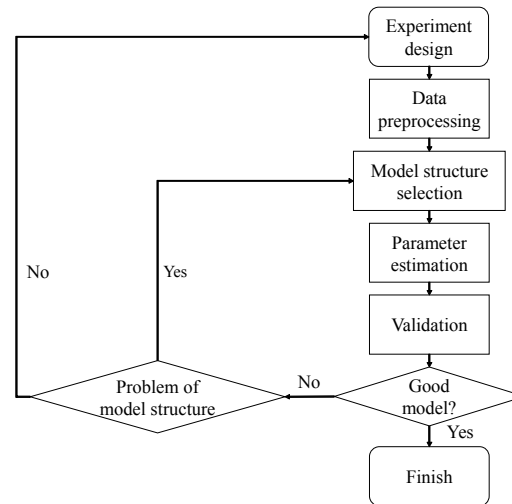 Experiment
design
Data
preprocessing
Model structure
selection
No
Yes
Parameter
estimation
Validation
Problem of
model structure
No
Good
model?
Yes
Finish